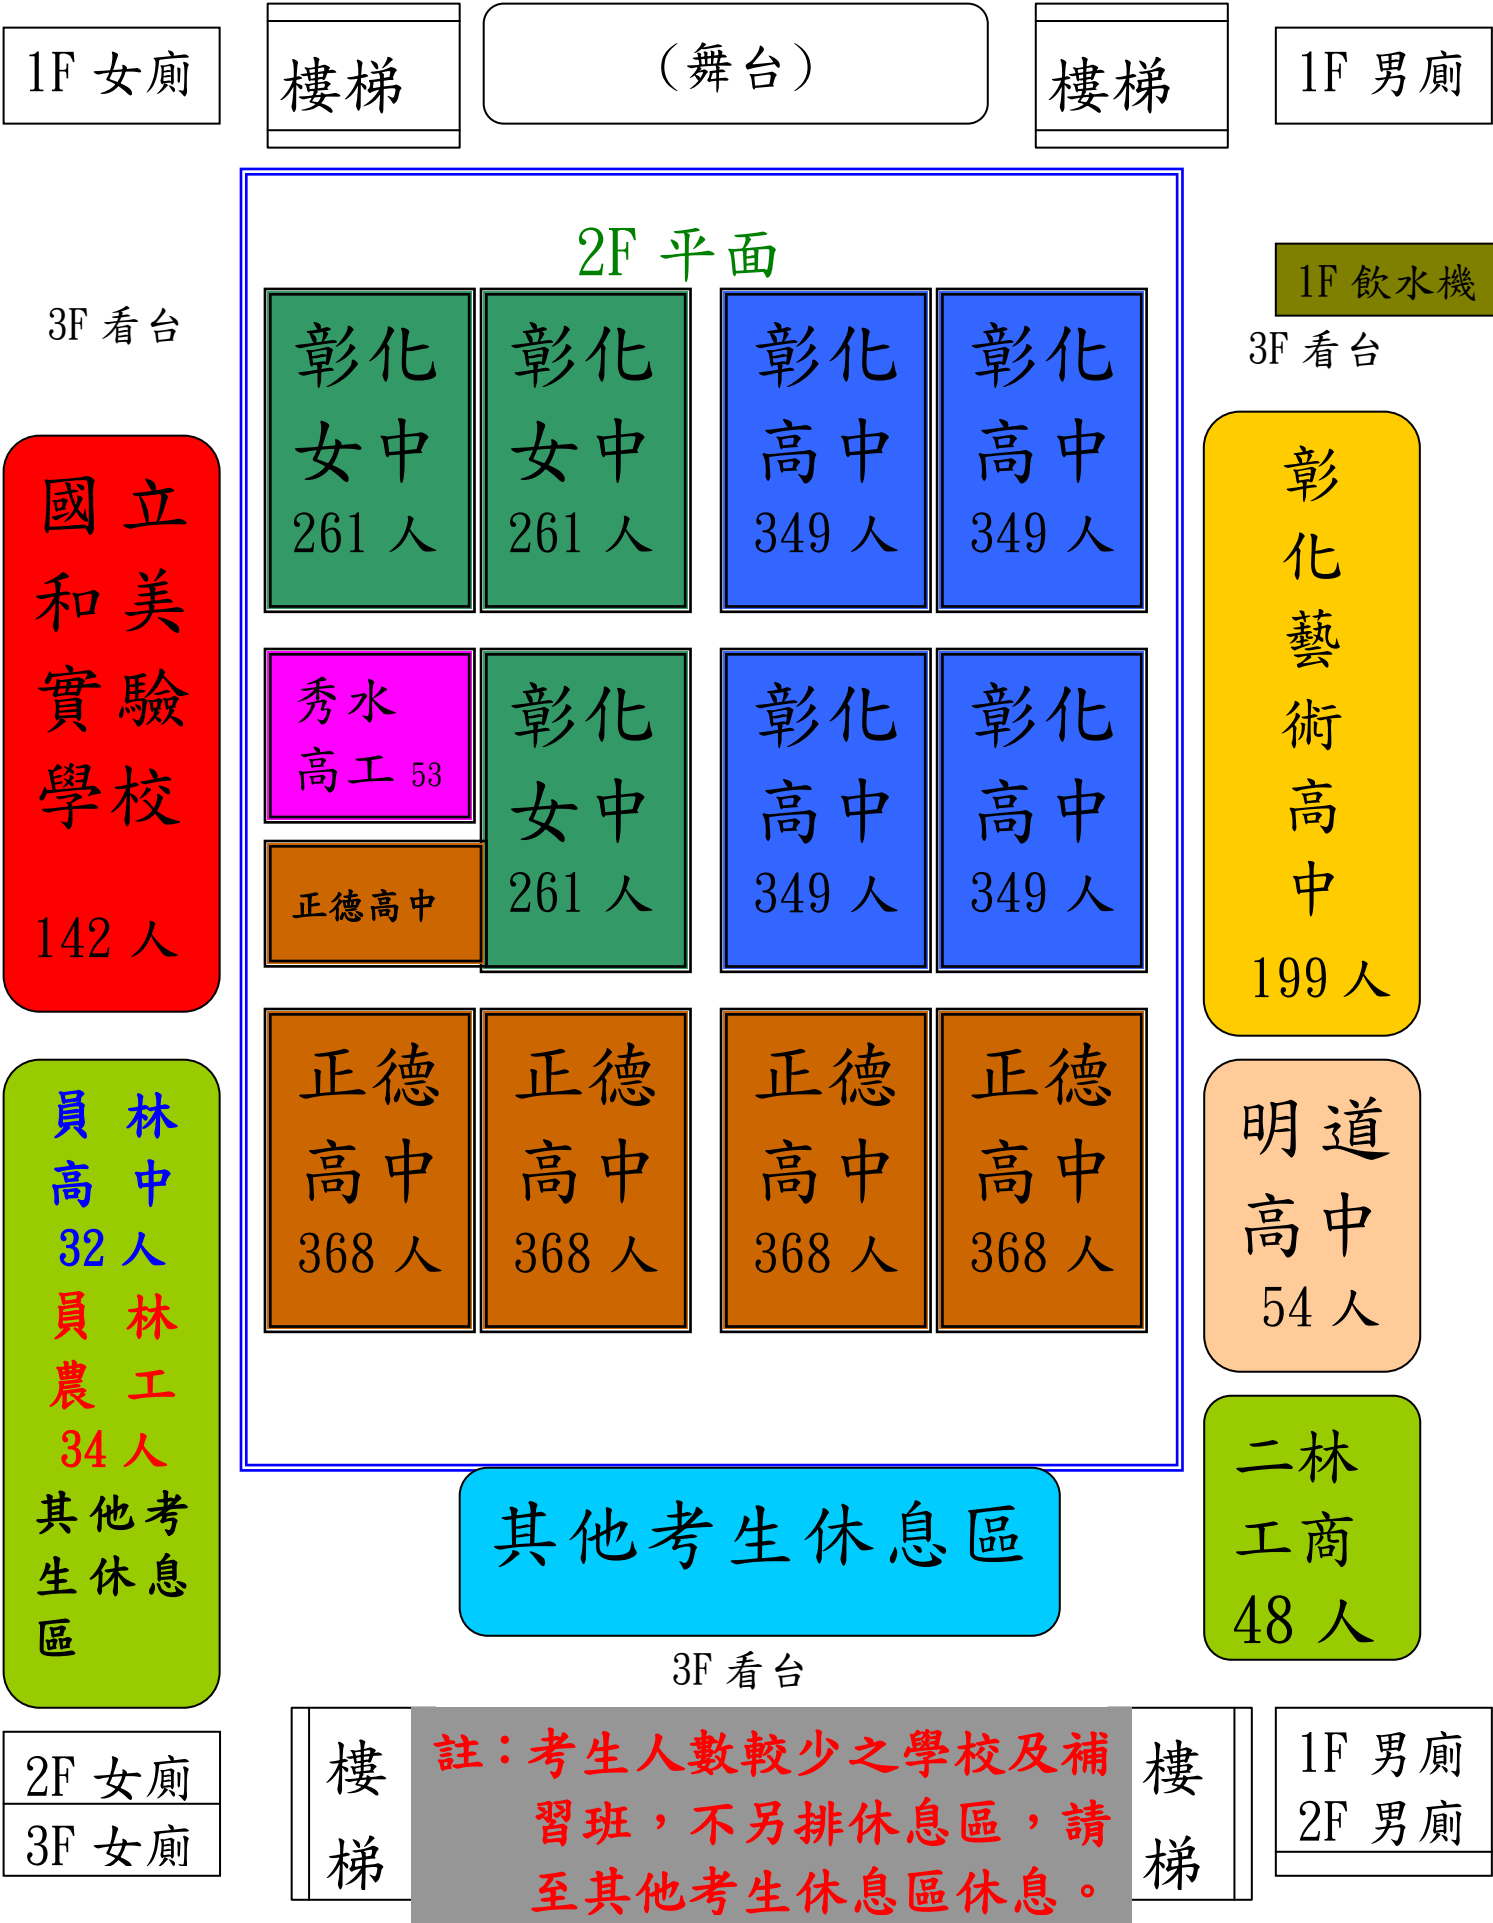 1F 女廁
樓梯
(舞台)
樓梯
1F 男廁
2F 平面
1F 飲水機
3F 看台
3F 看台
彰化
女中
261 人
彰化
女中
261 人
彰化
高中
349 人
彰化
高中
349 人
國立
和美
實驗
學校
142 人
彰
化
藝
術
高
中
199 人
秀水
高工 53
正德高中
彰化
女中
261 人
彰化
高中
349 人
彰化
高中
349 人
正德
高中
368 人
正德
高中
368 人
正德
高中
368 人
正德
高中
368 人
員 林
高 中
32 人
員 林
農 工
34 人
其他考
生休息
區
明道
高中
54 人
二林
工商
48 人
其他考生休息區
3F 看台
2F 女廁
3F 女廁
樓
梯
註：考生人數較少之學校及補
習班，不另排休息區，請
至其他考生休息區休息。
樓
梯
1F 男廁
2F 男廁